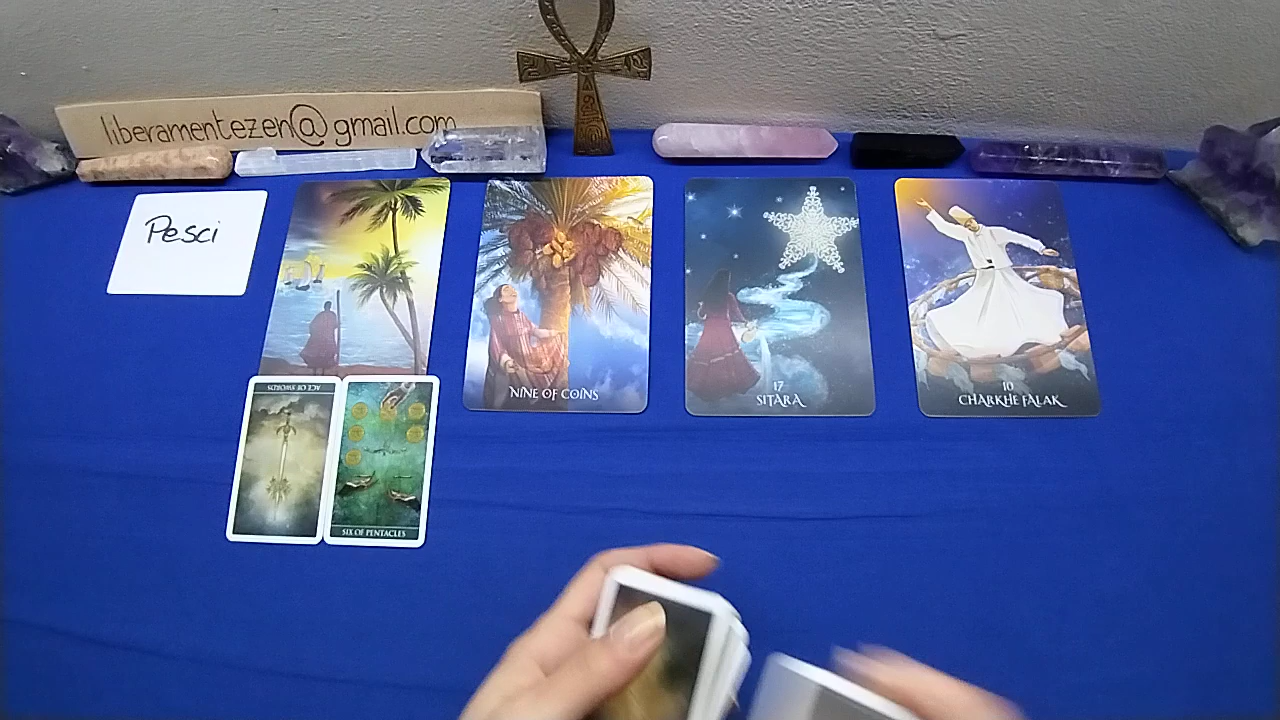 liberamentezen@gmail.com
Pesci
NINE OF COINS
17
SITARA
10
CHARKHE FALAK
ACE OF SWORDS
SIX OF PENTACLES